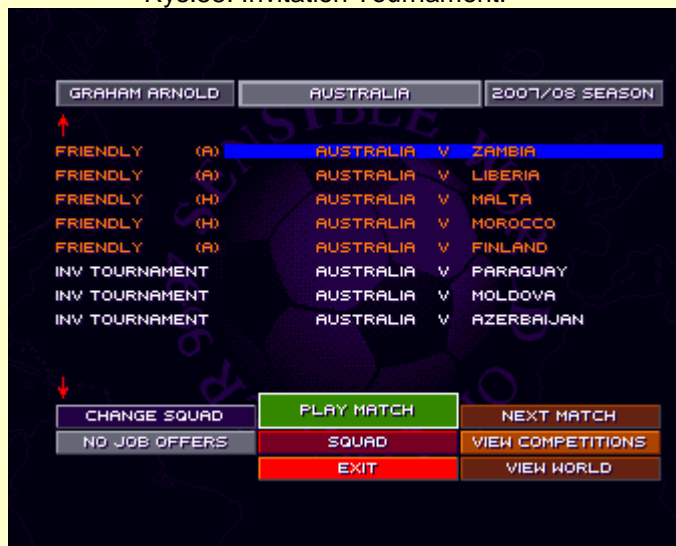 Invitation Tournament.
GRAHAM ARNOLD AUSTRALIA 2007/08 SEASON
FRIENDLY (A) AUSTRALIA V ZAMBIA
FRIENDLY (A) AUSTRALIA V LIBERIA
FRIENDLY (H) AUSTRALIA V MALTA
FRIENDLY (H) AUSTRALIA V MOROCCO
FRIENDLY (A) AUSTRALIA V FINLAND
INV TOURNAMENT AUSTRALIA V PARAGUAY
INV TOURNAMENT AUSTRALIA V MOLDOVA
INV TOURNAMENT AUSTRALIA V AZERBAIJAN
CHANGE SQUAD PLAY MATCH NEXT MATCH
NO JOB OFFERS SQUAD VIEW COMPETITIONS
EXIT VIEW WORLD